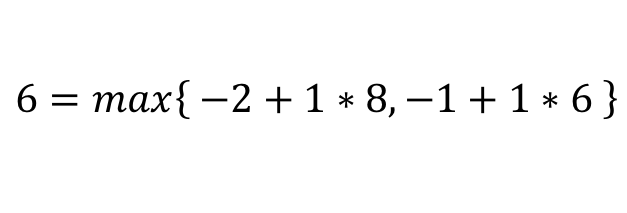 6 = max{ −2 + 1 ∗ 8, −1 + 1 ∗ 6 }